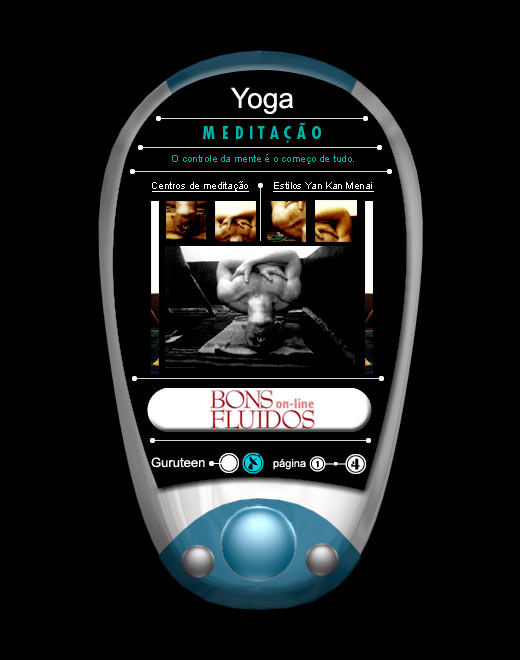 Yoga
MEDITAÇÃO
O controle da mente é o começo de tudo.
Centros de meditação
Estilos Yan Kan Menai
BONS on-line
FLUIDOS
Guruteen página 1 4